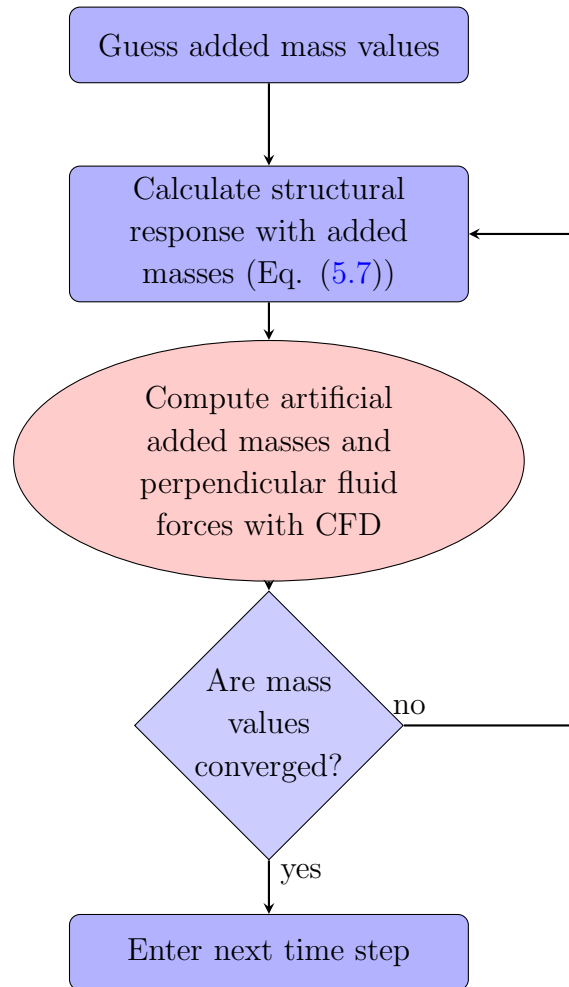 Guess added mass values
Calculate structural
response with added
masses (Eq. (5.7))
Compute artificial
added masses and
perpendicular fluid
forces with CFD
Are mass
values
converged?
no
yes
Enter next time step